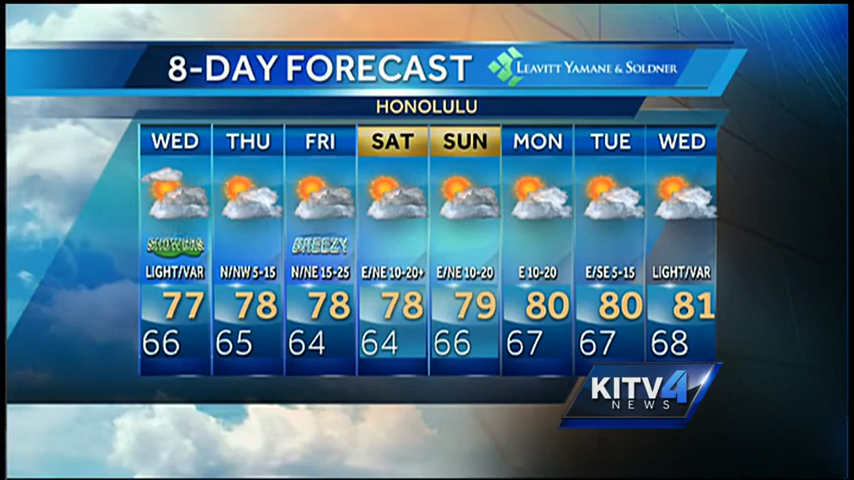 8-DAY FORECAST LEAVITT YAMANE & SOLDNER
HONOLULU
WED THU FRI SAT SUN MON TUE WED
SHOWERS BREEZY
LIGHT/VAR N/NW 5-15 N/NE 15-25 E/NE 10-20+ E/NE 10-20 E 10-20 E/SE 5-15 LIGHT/VAR
77 78 78 78 79 80 80 81
66 65 64 64 66 67 67 68
KITV4
NEWS